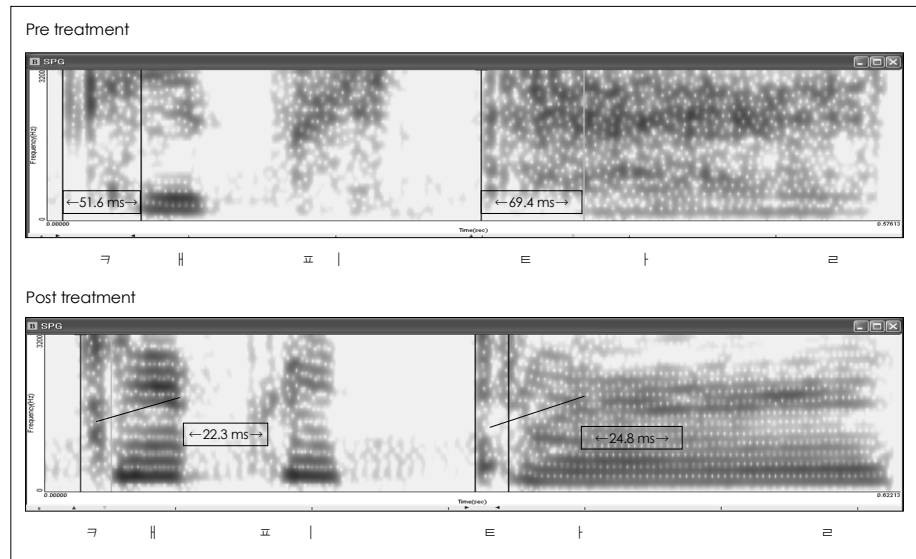 Pre treatment
B SPG
3200
Frequency(Hz)
0
←51.6 ms→
←69.4 ms→
0.00000
Time(sec)
0.57613
ㅋ ㅐ ㅍ ㅣ ㅌ ㅏ ㄹ
Post treatment
B SPG
3200
Frequency(Hz)
0
←22.3 ms→
←24.8 ms→
0.00000
Time(sec)
0.62213
ㅋ ㅐ ㅍ ㅣ ㅌ ㅏ ㄹ